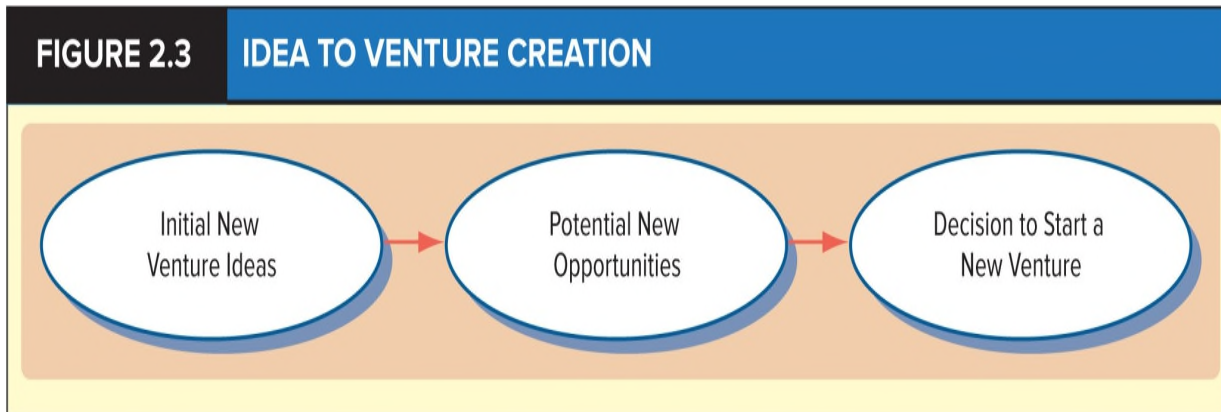 FIGURE 2.3
IDEA TO VENTURE CREATION
Initial New
Venture Ideas
Potential New
Opportunities
Decision to Start a
New Venture